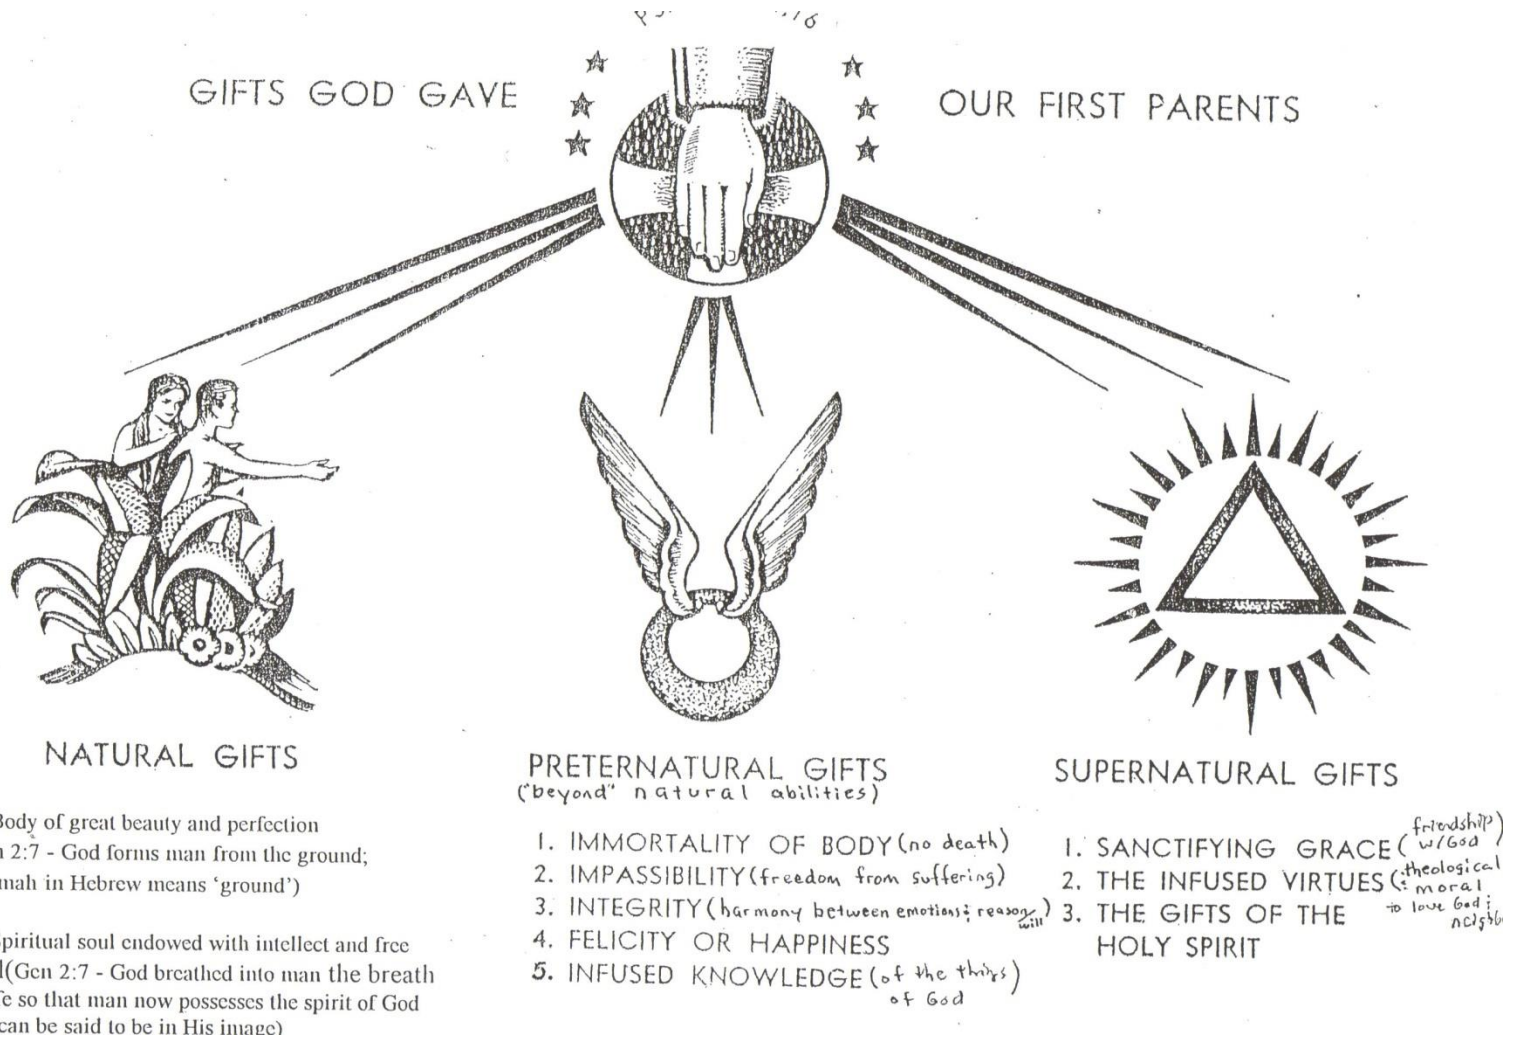 GIFTS GOD GAVE
OUR FIRST PARENTS
NATURAL GIFTS
Body of great beauty and perfection
2:7 - God forms man from the ground;
mah in Hebrew means ‘ground’)
piritual soul endowed with intellect and free
(Gen 2:7 - God breathed into man the breath
e so that man now possesses the spirit of God
can be said to be in His image)
PRETERNATURAL GIFTS
("beyond" natural abilities)
1. IMMORTALITY OF BODY (no death)
2. IMPASSIBILITY (freedom from suffering)
3. INTEGRITY (harmony between emotions & reason, will)
4. FELICITY OR HAPPINESS
5. INFUSED KNOWLEDGE (of the things
of God)
SUPERNATURAL GIFTS
1. SANCTIFYING GRACE (friendship
w/God)
2. THE INFUSED VIRTUES (theological
& moral
to love God &
3. THE GIFTS OF THE
HOLY SPIRIT